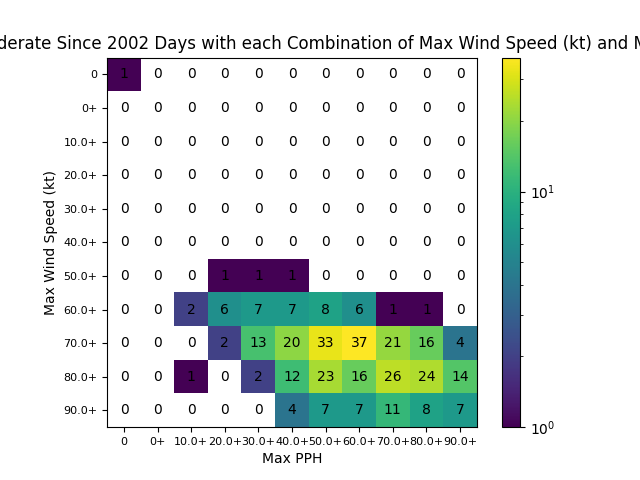 derate Since 2002 Days with each Combination of Max Wind Speed (kt) and M
Max Wind Speed (kt)
0 1 0 0 0 0 0 0 0 0 0 0
0+ 0 0 0 0 0 0 0 0 0 0 0
10.0+ 0 0 0 0 0 0 0 0 0 0 0
20.0+ 0 0 0 0 0 0 0 0 0 0 0
30.0+ 0 0 0 0 0 0 0 0 0 0 0
40.0+ 0 0 0 0 0 0 0 0 0 0 0
50.0+ 0 0 0 1 1 1 0 0 0 0 0
60.0+ 0 0 2 6 7 7 8 6 1 1 0
70.0+ 0 0 0 2 13 20 33 37 21 16 4
80.0+ 0 0 1 0 2 12 23 16 26 24 14
90.0+ 0 0 0 0 0 4 7 7 11 8 7
0 0+ 10.0+ 20.0+ 30.0+ 40.0+ 50.0+ 60.0+ 70.0+ 80.0+ 90.0+
Max PPH
10¹
10⁰